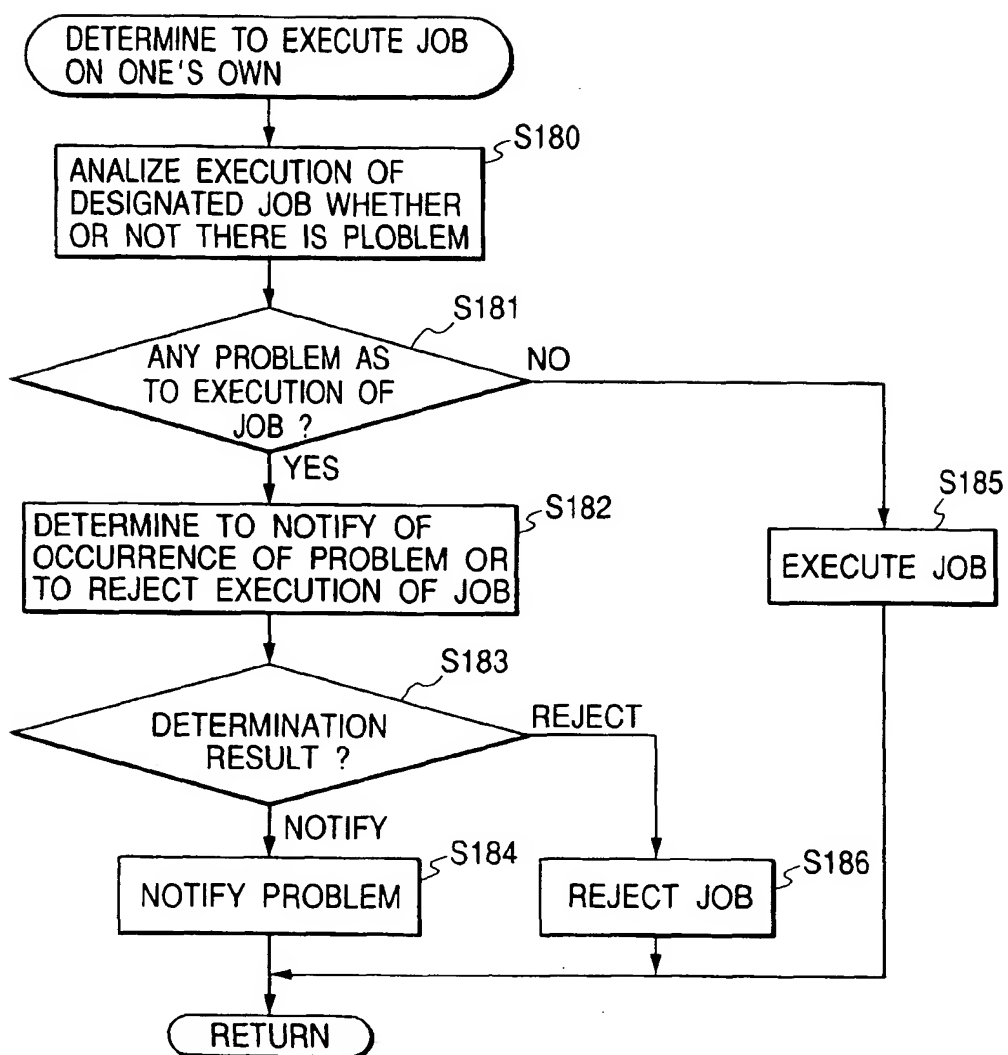 DETERMINE TO EXECUTE JOB
ON ONE'S OWN
S180
ANALIZE EXECUTION OF
DESIGNATED JOB WHETHER
OR NOT THERE IS PLOBLEM
S181
ANY PROBLEM AS
TO EXECUTION OF
JOB ?
NO
YES
S182
DETERMINE TO NOTIFY OF
OCCURRENCE OF PROBLEM OR
TO REJECT EXECUTION OF JOB
S185
EXECUTE JOB
S183
DETERMINATION
RESULT ?
REJECT
NOTIFY
S184
NOTIFY PROBLEM
S186
REJECT JOB
RETURN